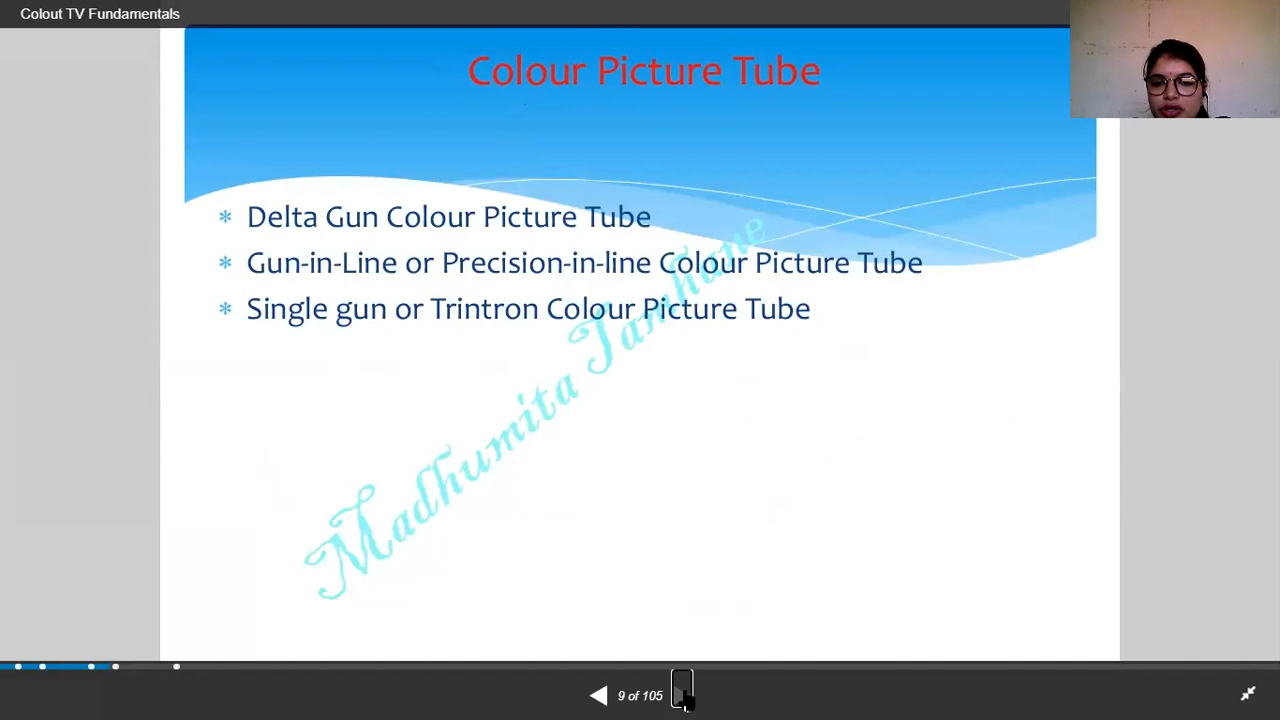 Colout TV Fundamentals
Colour Picture Tube
Delta Gun Colour Picture Tube
Gun-in-Line or Precision-in-line Colour Picture Tube
Single gun or Trintron Colour Picture Tube
Madhumita Tamhane
9 of 105